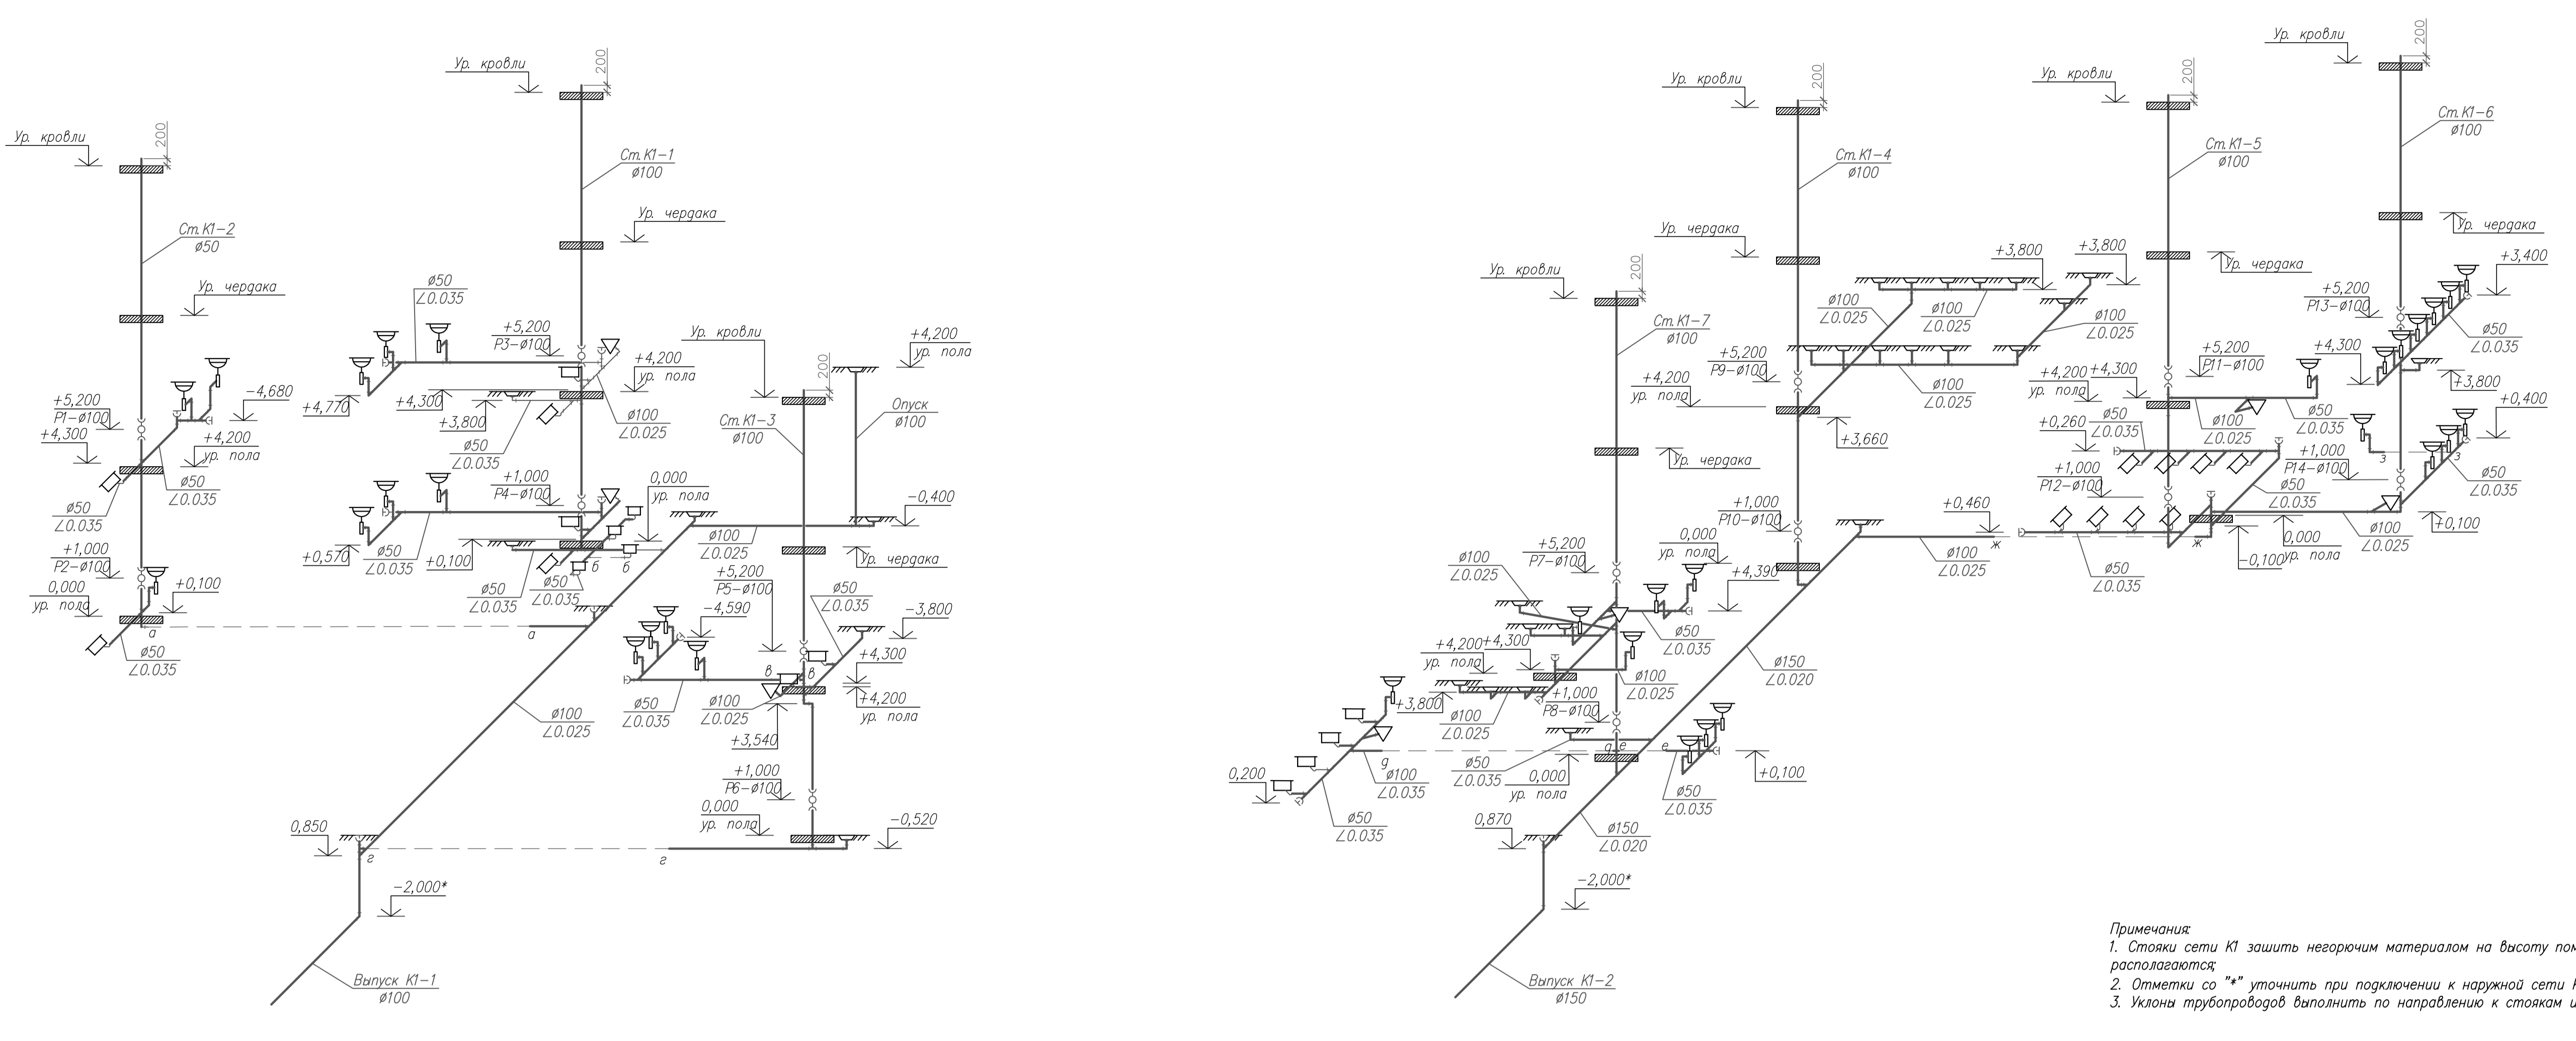 Ур. кровли
200
Ст.К1-2
ø50
Ур. чердака
+5,200
Р1-ø100
+4,300
-4,680
+4,200
ур. пола
ø50
∠0.035
ø50
∠0.035
+1,000
Р2-ø100
0,000
ур. пола
+0,100
а
ø50
∠0.035
Ур. кровли
200
Ст.К1-1
ø100
Ур. чердака
ø50
∠0.035
+5,200
Р3-ø100
+4,200
ур. пола
+4,770
+4,300
+3,800
ø50
∠0.035
ø100
∠0.025
+1,000
Р4-ø100
0,000
ур. пола
+0,570
ø50
∠0.035
+0,100
ø50
∠0.035
ø50
∠0.035
б
б
а
Ур. кровли
200
+4,200
ур. пола
Опуск
ø100
Ст.К1-3
ø100
-0,400
ø100
∠0.025
Ур. чердака
+5,200
Р5-ø100
ø50
∠0.035
-4,590
-3,800
+4,300
в
в
+4,200
ур. пола
ø50
∠0.035
ø100
∠0.025
+3,540
ø100
∠0.025
+1,000
Р6-ø100
0,000
ур. пола
-0,520
0,850
г
г
-2,000*
Выпуск К1-1
ø100
Ур. кровли
200
Ст.К1-7
ø100
Ур. чердака
Ур. кровли
200
Ст.К1-4
ø100
Ур. чердака
+3,800
+3,800
ø100
∠0.025
ø100
∠0.025
ø100
∠0.025
+5,200
Р9-ø100
+4,200
ур. пола
ø100
∠0.025
+3,660
+1,000
Р10-ø100
0,000
ур. пола
+0,460
+5,200
Р7-ø100
+4,390
ø100
∠0.025
ø50
∠0.035
+4,200
ур. пола
+4,300
ø100
∠0.025
ø150
∠0.020
+3,800
ø100
∠0.025
+1,000
Р8-ø100
д
е
е
д
ø100
∠0.035
ø50
∠0.035
0,000
ур. пола
+0,100
0,200
ø50
∠0.035
ø50
∠0.035
0,870
ø150
∠0.020
-2,000*
Выпуск К1-2
ø150
Ур. кровли
200
Ст.К1-5
ø100
Ур. чердака
+5,200
Р11-ø100
+4,200
ур. пола
+4,300
ø50
∠0.035
ø100
∠0.025
ø50
∠0.035
+0,260
+1,000
Р12-ø100
ø50
∠0.035
ø100
∠0.025
ж
ø50
∠0.035
ж
-0,100
0,000
ур. пола
Ур. кровли
200
Ст.К1-6
ø100
Ур. чердака
+3,400
+5,200
Р13-ø100
+4,300
ø50
∠0.035
+3,800
+0,400
з
з
+1,000
Р14-ø100
ø50
∠0.035
ø100
∠0.025
+0,100
Примечания:
1. Стояки сети К1 зашить негорючим материалом на высоту
располагаются;
2. Отметки со "*" уточнить при подключении к наружной сети
3. Уклоны трубопроводов выполнить по направлению к стоякам